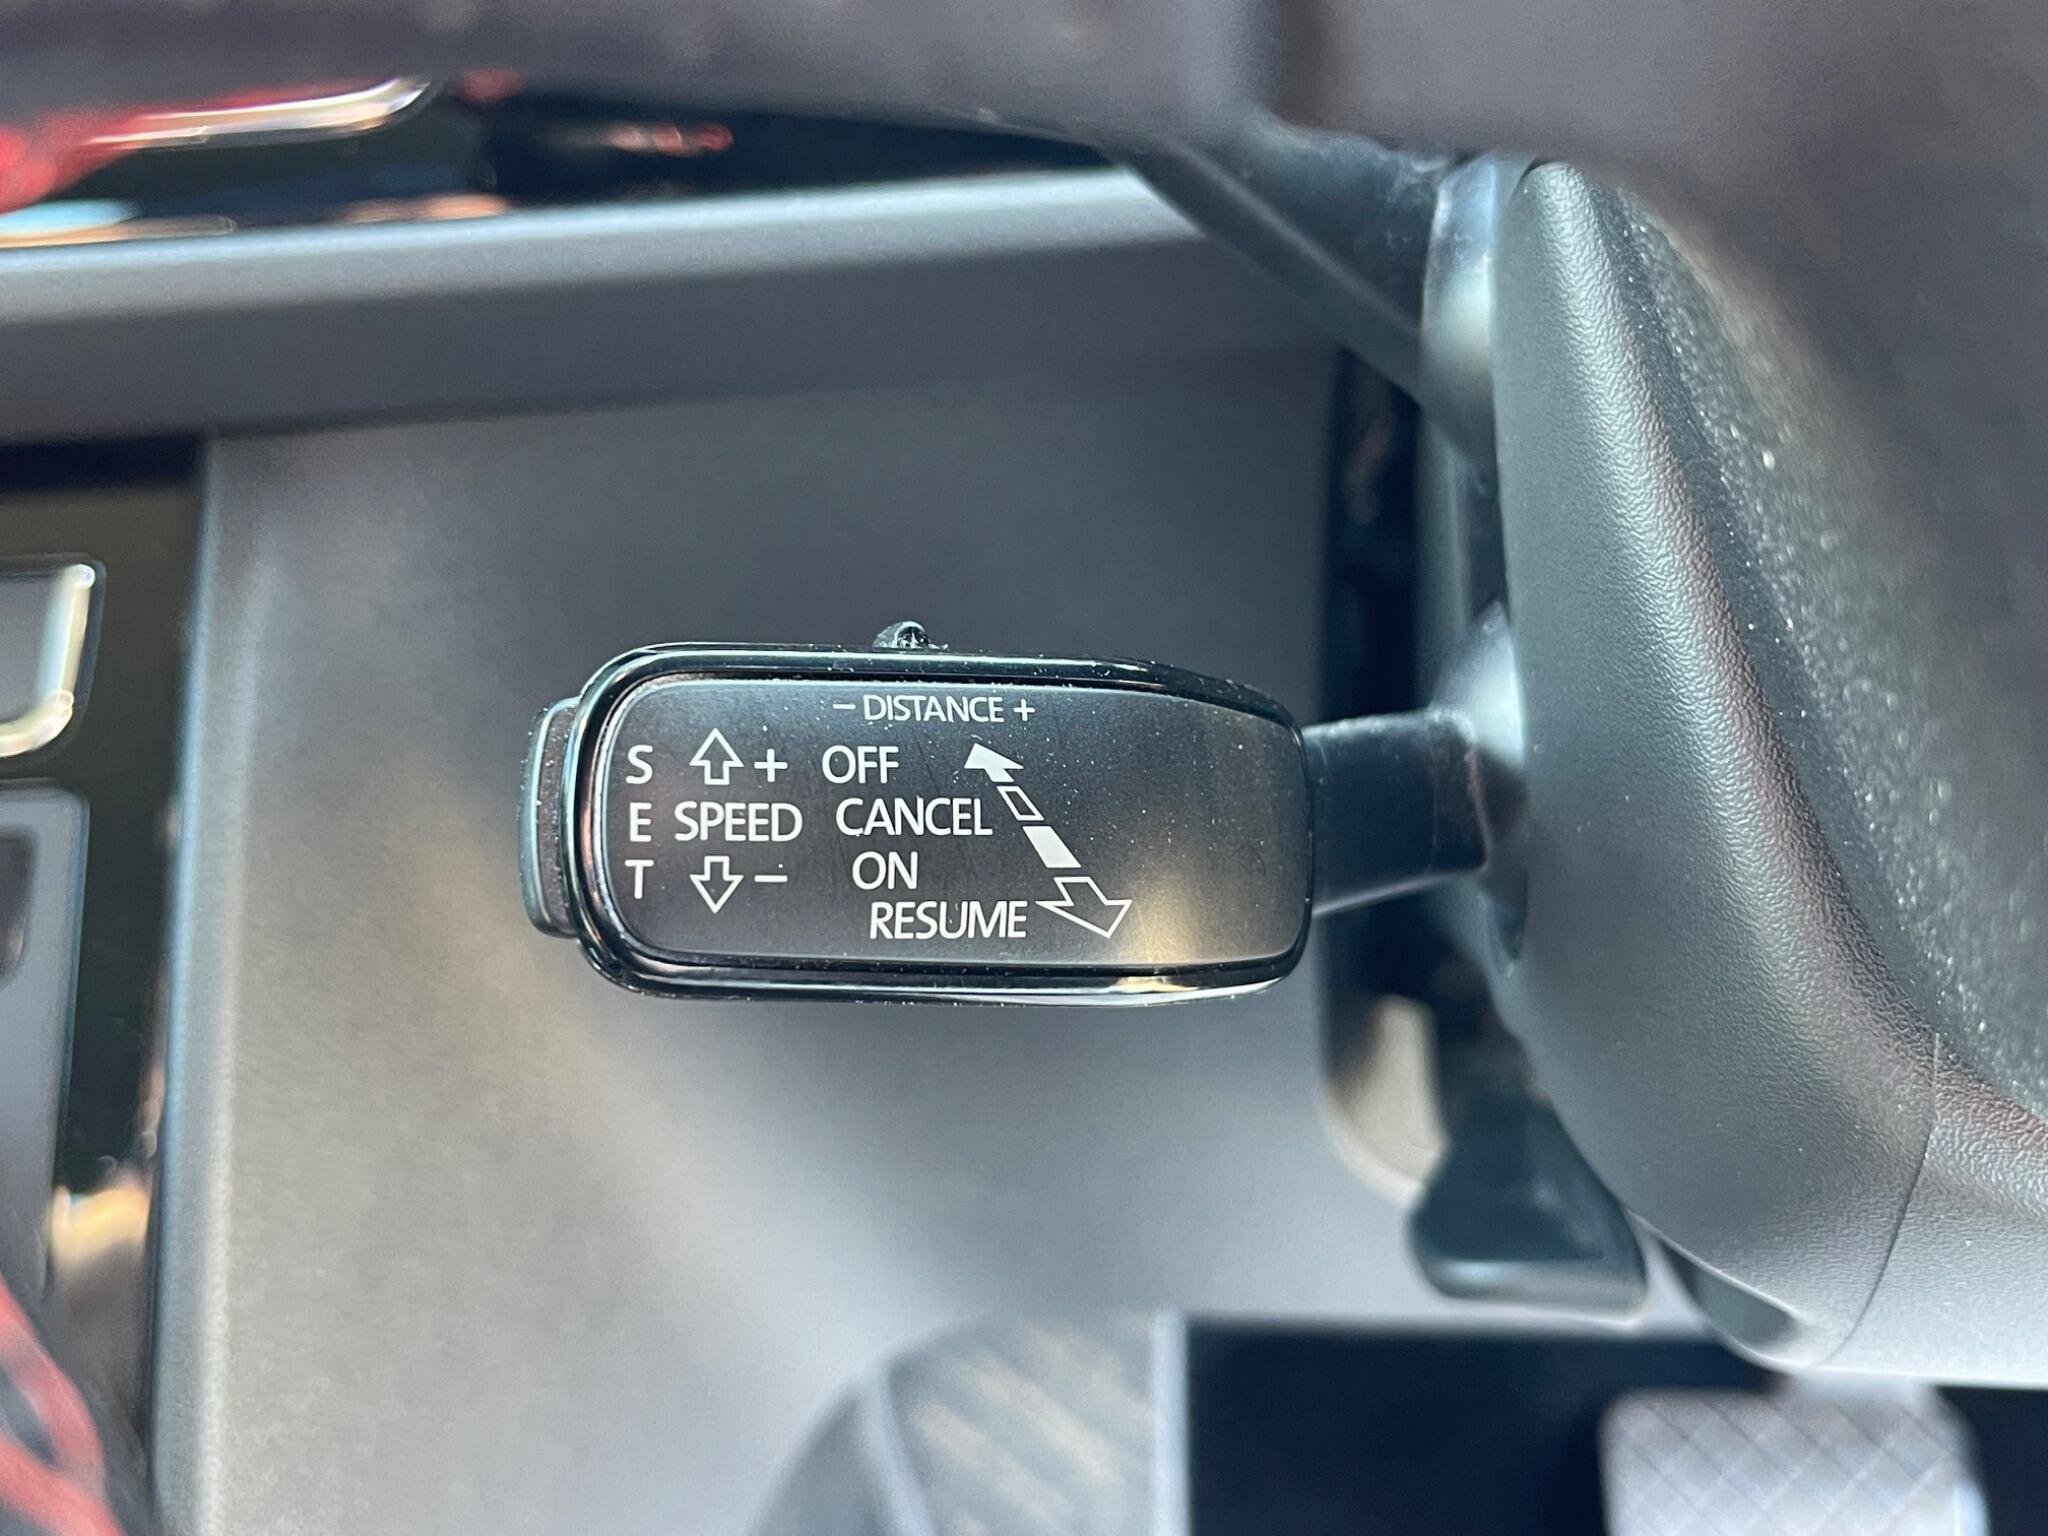 - DISTANCE +
S + OFF
E SPEED CANCEL
T - ON
RESUME